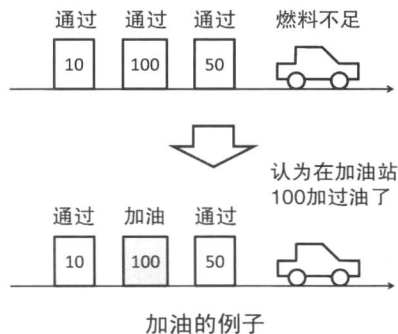 通过 通过 通过 燃料不足
10 100 50
认为在加油站
100加过油了
通过 加油 通过
10 100 50
加油的例子